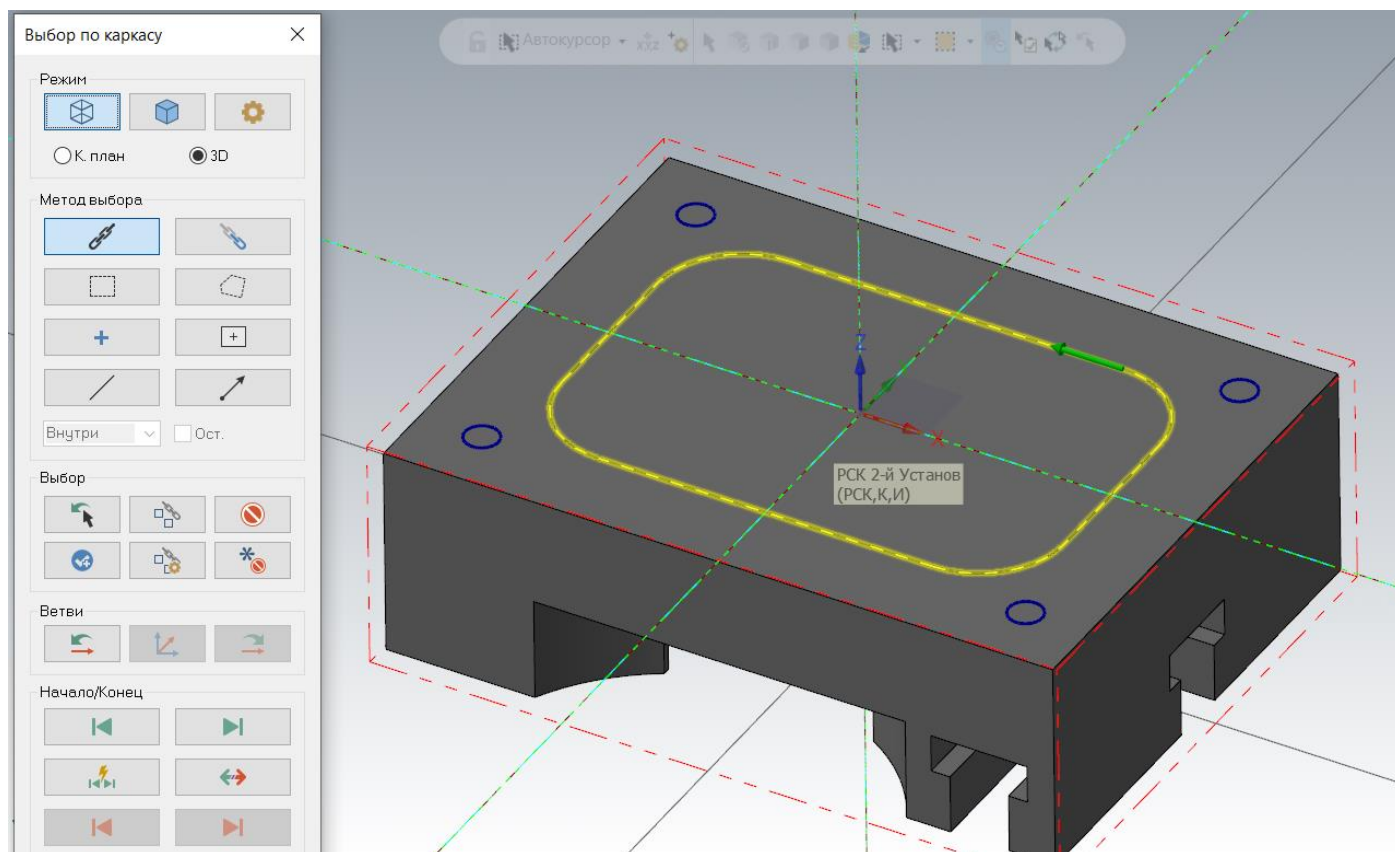 Выбор по каркасу
Автокурсор
xyz
Режим
К. план
3D
Метод выбора
Внутри
Ост.
Выбор
Ветви
Начало/Конец
Z
X
РСК 2-й Установ
(РСК,К,И)